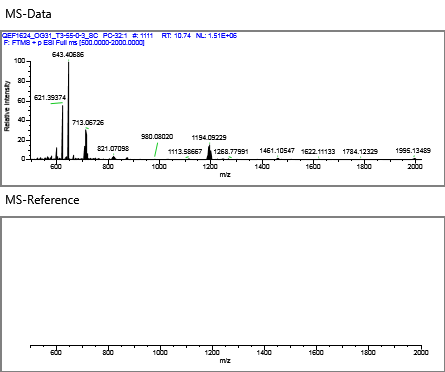 MS-Data
QEF1624_OG31_T3-55-0-3_8C PC-32:1 #: 1111 RT: 10.74 NL: 1.51E+06
F: FTMS + p ESI Full ms [500.0000-2000.0000]
643.40686
100
80
60
40
20
0
Relative Intensity
621.39374
713.06726
821.07098
980.08020
1113.58667
1194.09229
1268.77991
1461.10547
1622.11133
1784.12329
1995.13489
600 800 1000 1200 1400 1600 1800 2000
m/z
MS-Reference
600 800 1000 1200 1400 1600 1800 2000
m/z